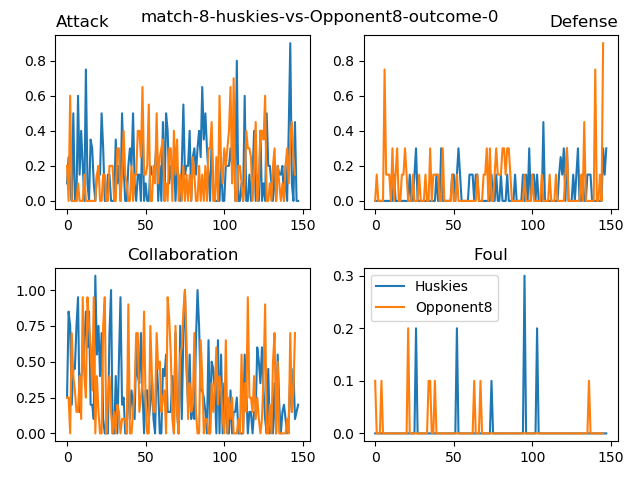 match-8-huskies-vs-Opponent8-outcome-0
Attack
Defense
0.8
0.6
0.4
0.2
0.0
0 50 100 150
0.8
0.6
0.4
0.2
0.0
0 50 100 150
Collaboration
Foul
1.00
0.75
0.50
0.25
0.00
0 50 100 150
0.3
0.2
0.1
0.0
0 50 100 150
Huskies
Opponent8